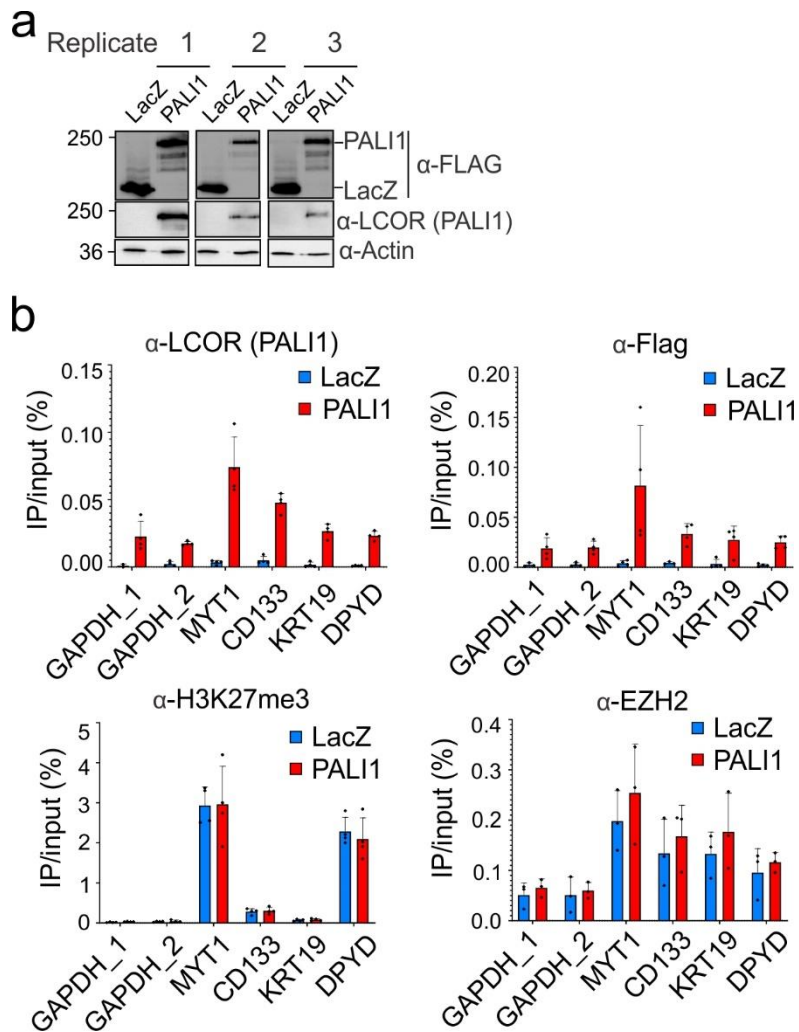 a
Replicate 1 2 3
LacZ PALI1 LacZ PALI1 LacZ PALI1
250 PALI1
α-FLAG
LacZ
250 α-LCOR (PALI1)
36 α-Actin
b
α-LCOR (PALI1)
LacZ
PALI1
IP/input (%)
0.15
0.10
0.05
0.00
GAPDH_1 GAPDH_2 MYT1 CD133 KRT19 DPYD
α-Flag
LacZ
PALI1
IP/input (%)
0.20
0.15
0.10
0.05
0.00
GAPDH_1 GAPDH_2 MYT1 CD133 KRT19 DPYD
α-H3K27me3
LacZ
PALI1
IP/input (%)
5
4
3
2
1
0
GAPDH_1 GAPDH_2 MYT1 CD133 KRT19 DPYD
α-EZH2
LacZ
PALI1
IP/input (%)
0.4
0.3
0.2
0.1
0.0
GAPDH_1 GAPDH_2 MYT1 CD133 KRT19 DPYD